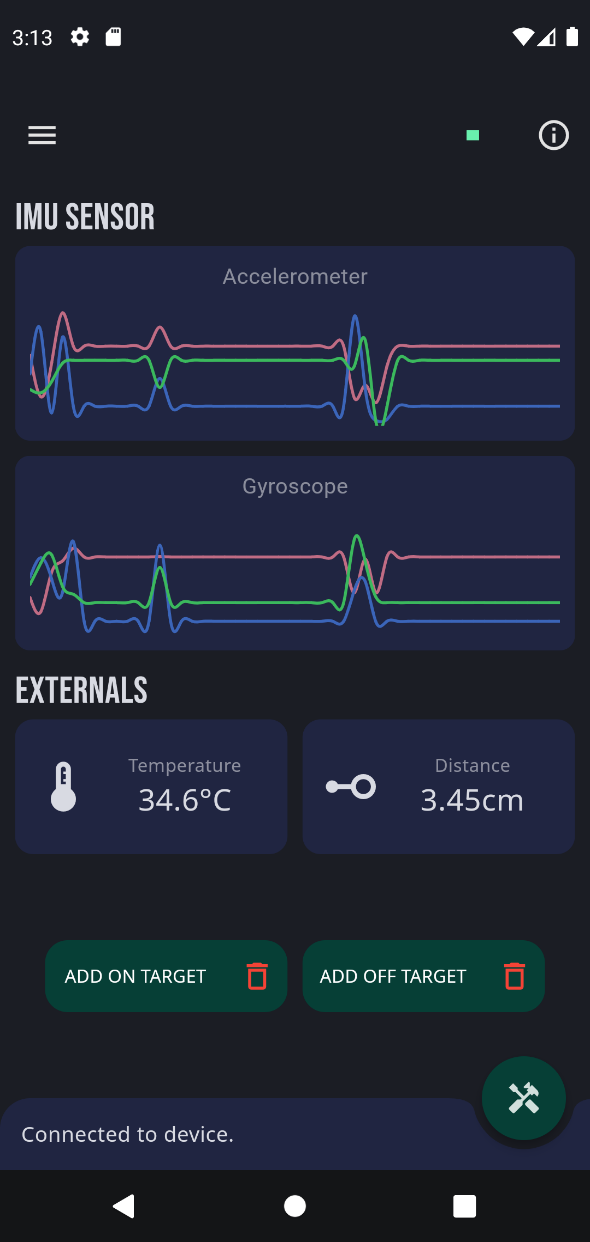 3:13
IMU SENSOR
Accelerometer
Gyroscope
EXTERNALS
Temperature
34.6°C
Distance
3.45cm
ADD ON TARGET
ADD OFF TARGET
Connected to device.